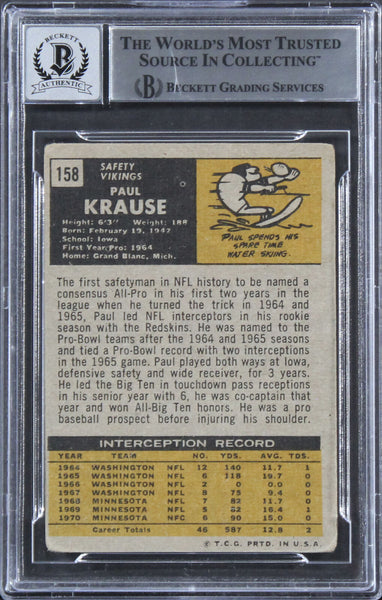 BECKETT
AUTHENTIC
THE WORLD'S MOST TRUSTED
SOURCE IN COLLECTING™
B BECKETT GRADING SERVICES
158
SAFETY
VIKINGS
PAUL
KRAUSE
Height: 6'3" Weight: 188
Born: February 19, 1942
School: Iowa
First Year/Pro: 1964
Home: Grand Blanc, Mich.
PAUL SPENDS HIS
SPARE TIME
WATER SKIING.
The first safetyman in NFL history to be named a
consensus All-Pro in his first two years in the
league when he turned the trick in 1964 and
1965, Paul led NFL interceptors in his rookie
season with the Redskins. He was named to the
Pro-Bowl teams after the 1964 and 1965 seasons
and tied a Pro-Bowl record with two interceptions
in the 1965 game. Paul played both ways at Iowa,
defensive safety and wide receiver, for 3 years.
He led the Big Ten in touchdown pass receptions
in his senior year with 6, was co-captain that
year and won All-Big Ten honors. He was a pro
baseball prospect before injuring his shoulder.
INTERCEPTION RECORD
YEAR TEAM NO. YDS. AVG. TDS.
1964 WASHINGTON NFL 12 140 11.7 1
1965 WASHINGTON NFL 6 118 19.7 0
1966 WASHINGTON NFL 2 0 0.0 0
1967 WASHINGTON NFL 8 75 9.4 0
1968 MINNESOTA NFL 7 82 11.7 0
1969 MINNESOTA NFL 5 82 16.4 1
1970 MINNESOTA NFC 6 90 15.0 0
Career Totals 46 587 12.8 2
© T.C.G. PRTD. IN U.S.A.